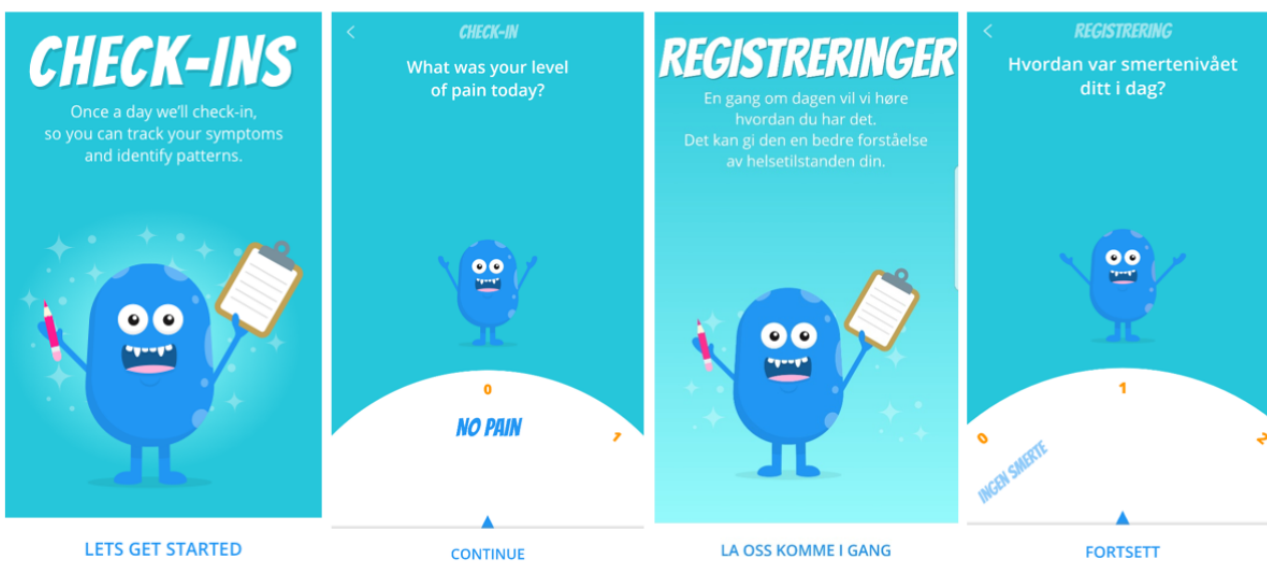 CHECK-INS
Once a day we'll check-in,
so you can track your symptoms
and identify patterns.
LETS GET STARTED
CHECK-IN
What was your level
of pain today?
0
1
NO PAIN
CONTINUE
REGISTRERINGER
En gang om dagen vil vi høre
hvordan du har det.
Det kan gi den en bedre forståelse
av helsetilstanden din.
LA OSS KOMME I GANG
REGISTRERING
Hvordan var smertenivået
ditt i dag?
1
0
2
INGEN SMERTE
FORTSETT